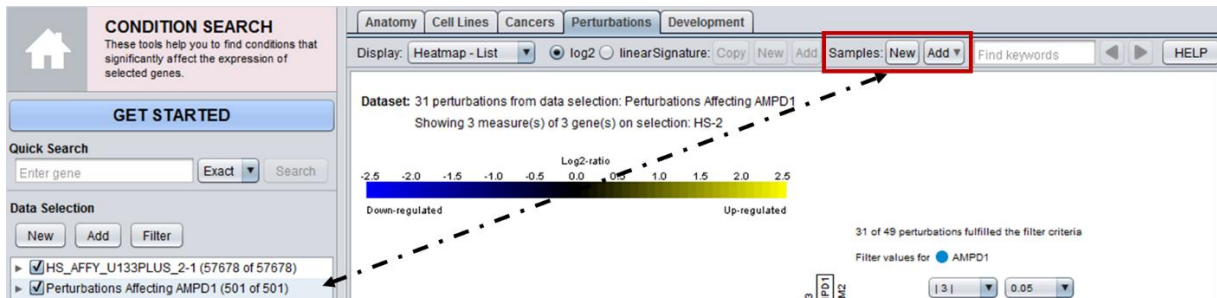 CONDITION SEARCH
These tools help you to find conditions that
significantly affect the expression of
selected genes.
GET STARTED
Quick Search
Enter gene
Exact
Search
Data Selection
New Add Filter
HS_AFFY_U133PLUS_2-1 (57678 of 57678)
Perturbations Affecting AMPD1 (501 of 501)
Anatomy Cell Lines Cancers Perturbations Development
Display: Heatmap - List log2 linear Signature: Copy New Add Samples: New Add Find keywords HELP
Dataset: 31 perturbations from data selection: Perturbations Affecting AMPD1
Showing 3 measure(s) of 3 gene(s) on selection: HS-2
Log2-ratio
-2.5 -2.0 -1.5 -1.0 -0.5 0.0 0.5 1.0 1.5 2.0 2.5
Down-regulated Up-regulated
31 of 49 perturbations fulfilled the filter criteria
Filter values for AMPD1
|3| 0.05